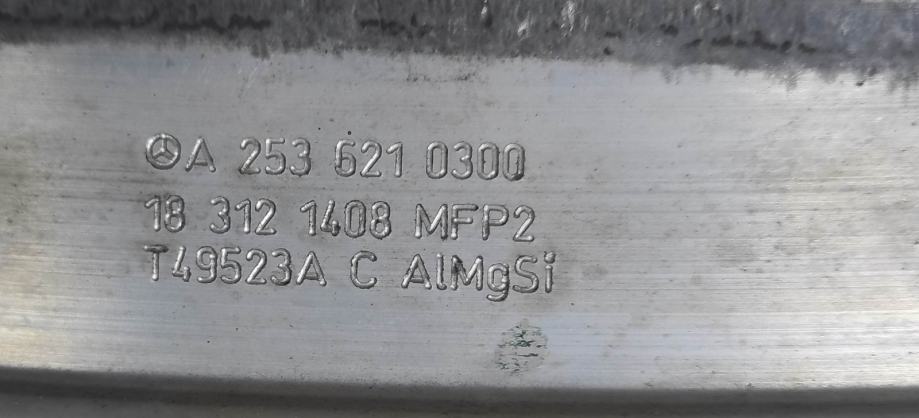 A 253 621 0300
18 312 1408 MFP2
T49523A C AlMgSi